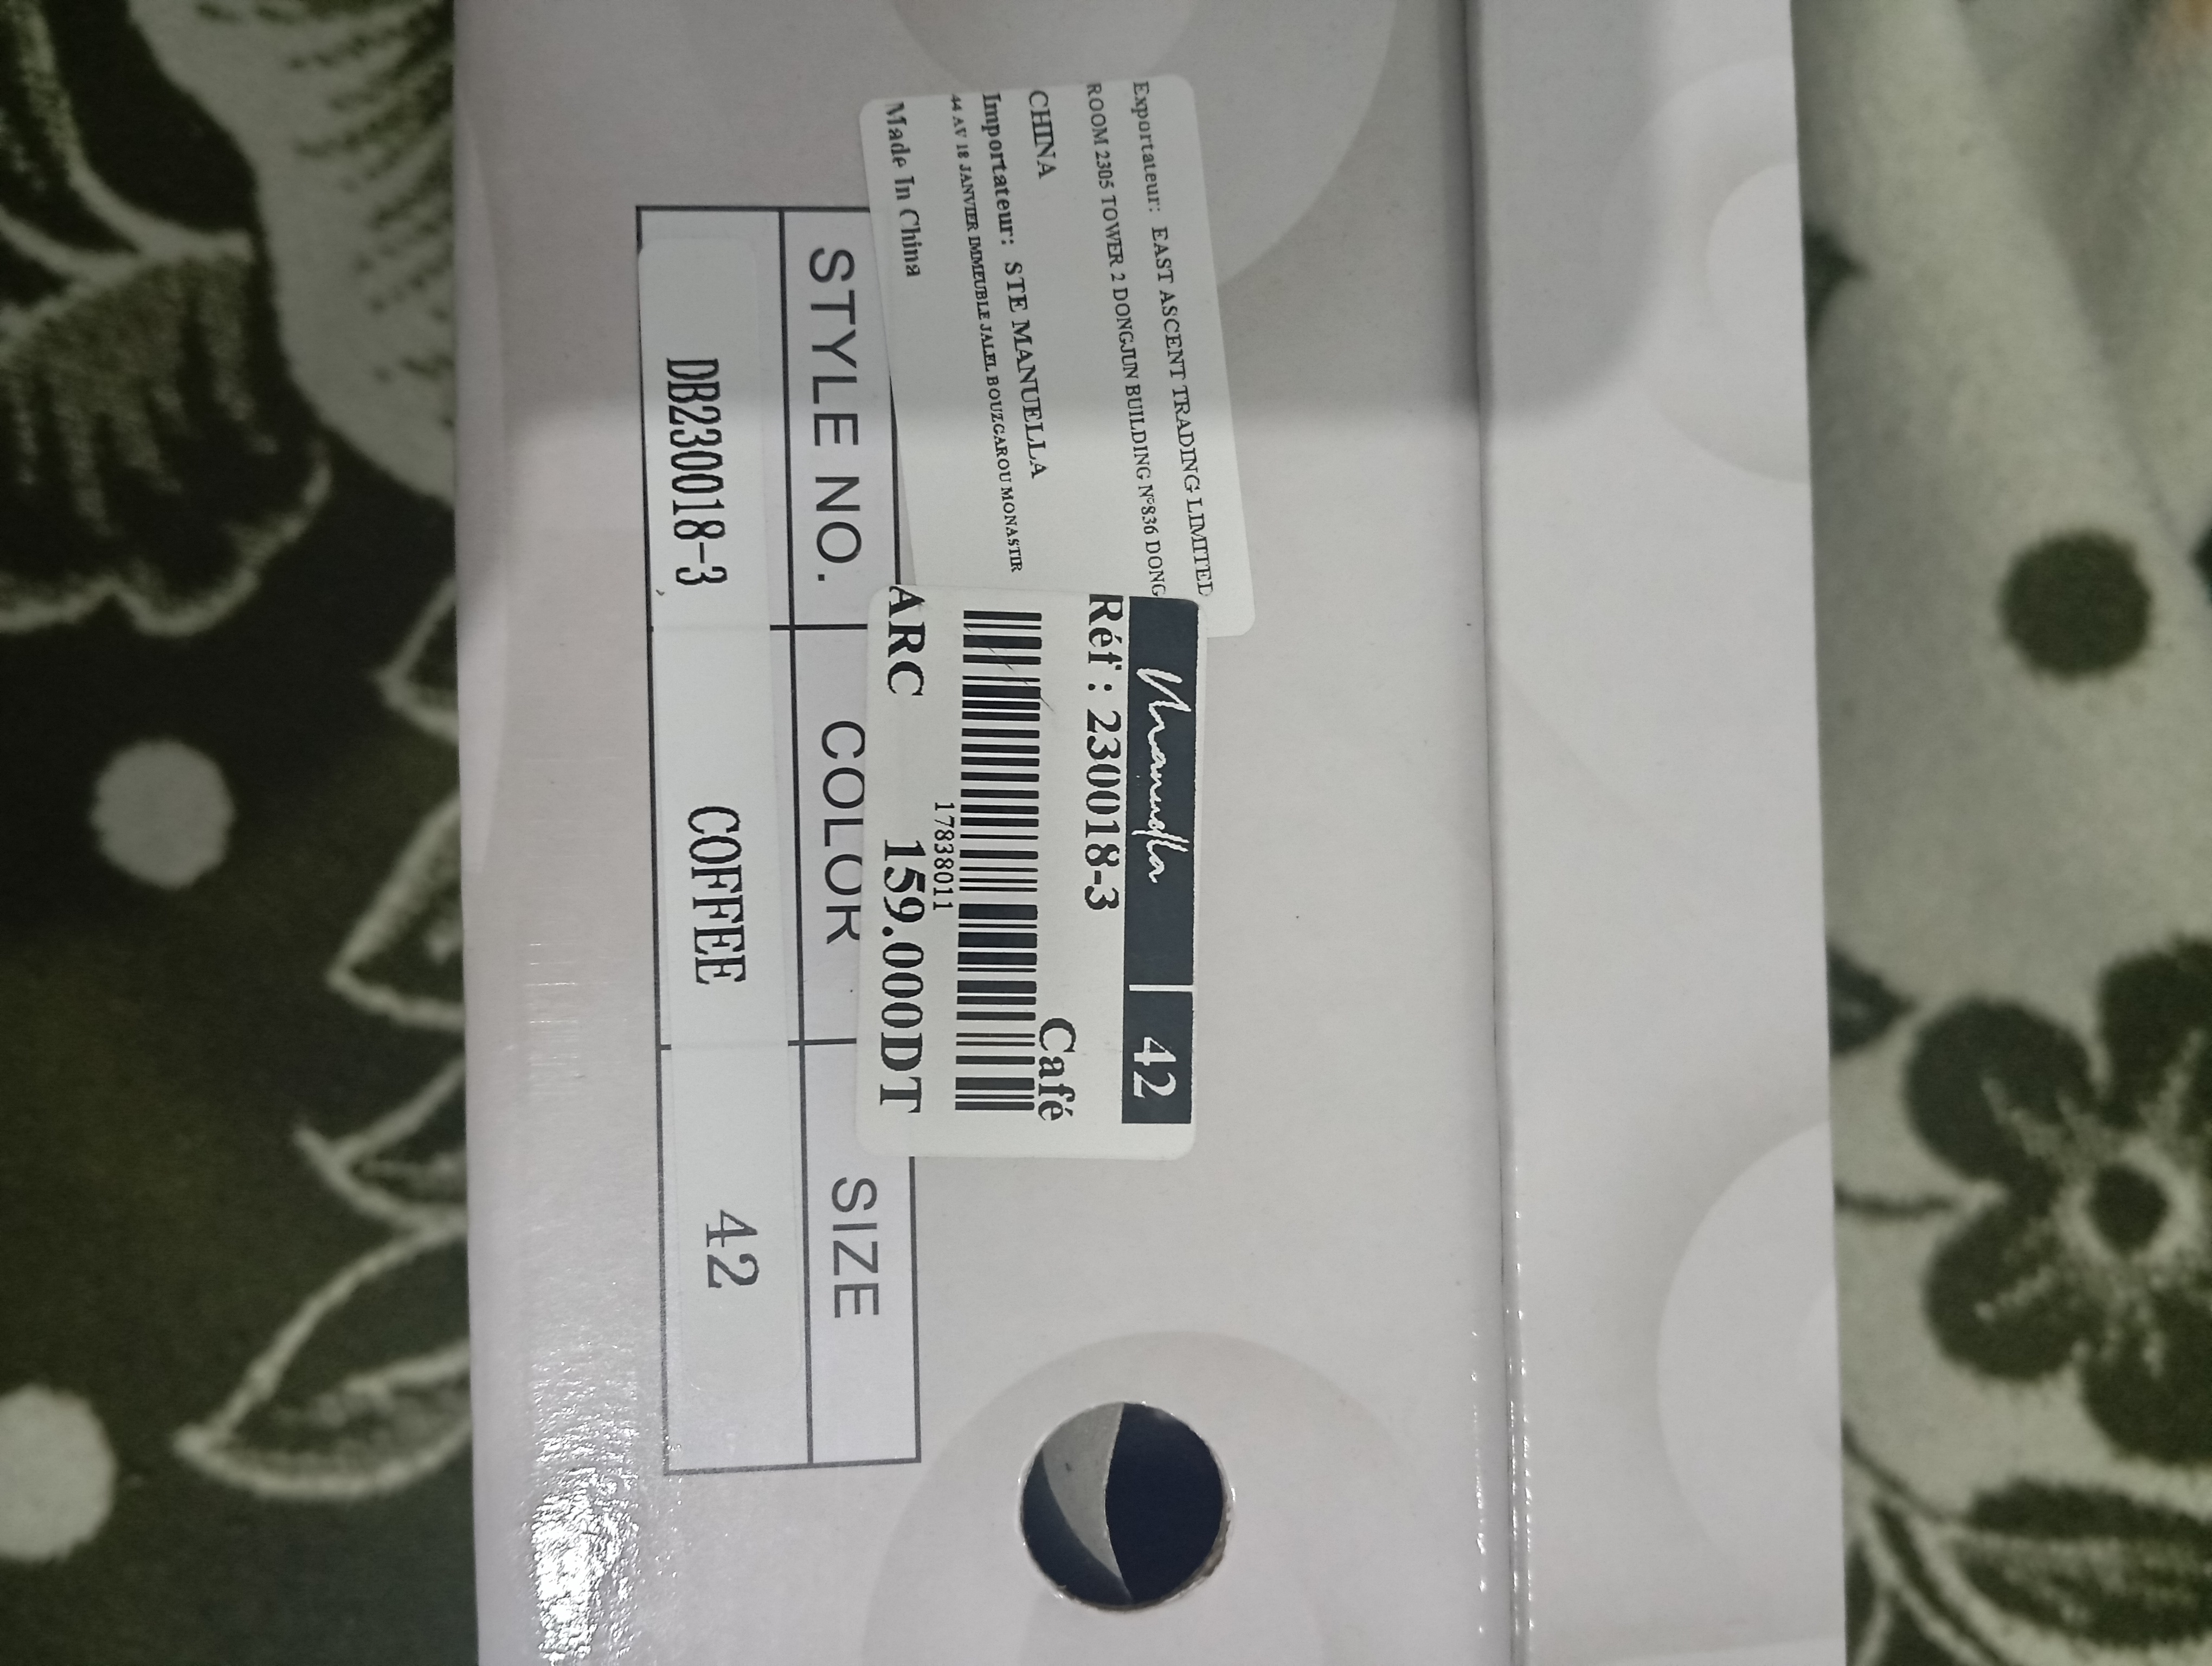 Exportateur: EAST ASCENT TRADING LIMITED
ROOM 2305 TOWER 2 DONGJUN BUILDING N°836 DONG
CHINA
Importateur: STE MANUELLA
44 AV 18 JANVIER IMMEUBLE JALEL BOUZGAROU MONASTIR
Made In China
Manuella 42
Réf : 230018-3
Café
17838011
ARC 159.000DT
STYLE NO. COLOR SIZE
DB230018-3 COFFEE 42